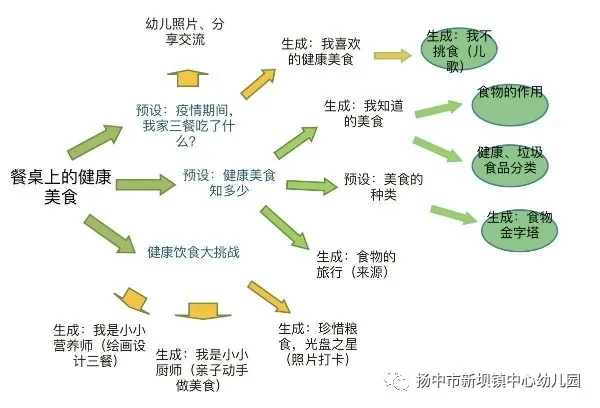 幼儿照片、分
享交流
生成：我喜欢
的健康美食
生成：我不
挑食（儿
歌）
预设：疫情期间，
我家三餐吃了什
么？
生成：我知道
的美食
食物的作用
健康、垃圾
食品分类
餐桌上的健康
美食
预设：健康美食
知多少
预设：美食的
种类
生成：食物
金字塔
健康饮食大挑战
生成：食物的
旅行（来源）
生成：我是小小
营养师（绘画设
计三餐）
生成：我是小小
厨师（亲子动手
做美食）
生成：珍惜粮
食，光盘之星
（照片打卡）
扬中市新坝镇中心幼儿园